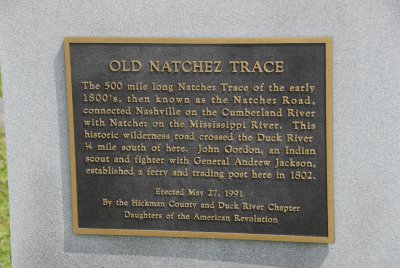 OLD NATCHEZ TRACE
The 500 mile long Natchez Trace of the early
1800's, then known as the Natchez Road,
connected Nashville on the Cumberland River
with Natchez on the Mississippi River. This
historic wilderness road crossed the Duck River
¼ mile south of here. John Gordon, an Indian
scout and fighter with General Andrew Jackson,
established a ferry and trading post here in 1802.
Erected May 27, 1991
By the Hickman County and Duck River Chapter
Daughters of the American Revolution